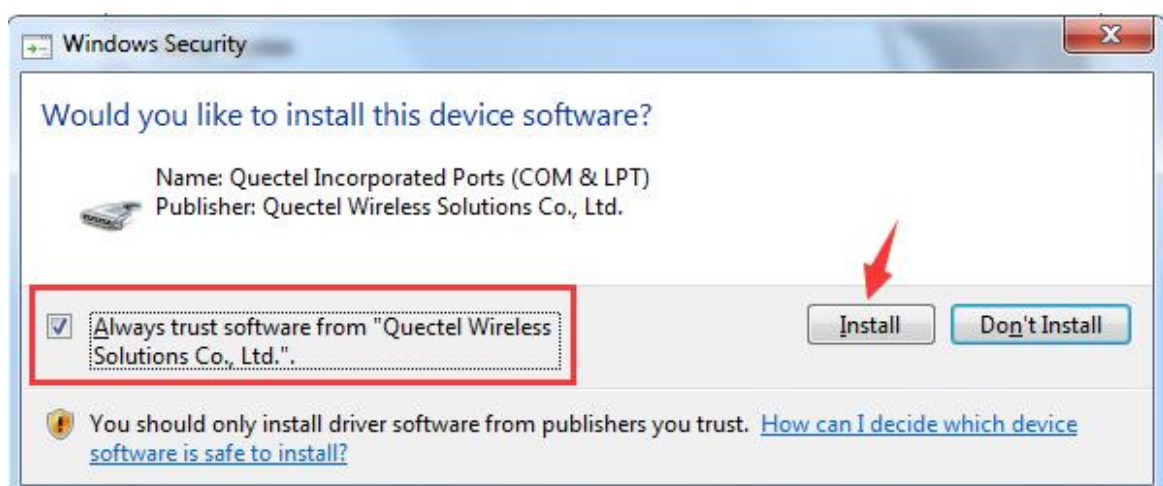 Windows Security
Would you like to install this device software?
Name: Quectel Incorporated Ports (COM & LPT)
Publisher: Quectel Wireless Solutions Co., Ltd.
Always trust software from "Quectel Wireless
Solutions Co., Ltd.".
Install
Don't Install
You should only install driver software from publishers you trust. How can I decide which device
software is safe to install?